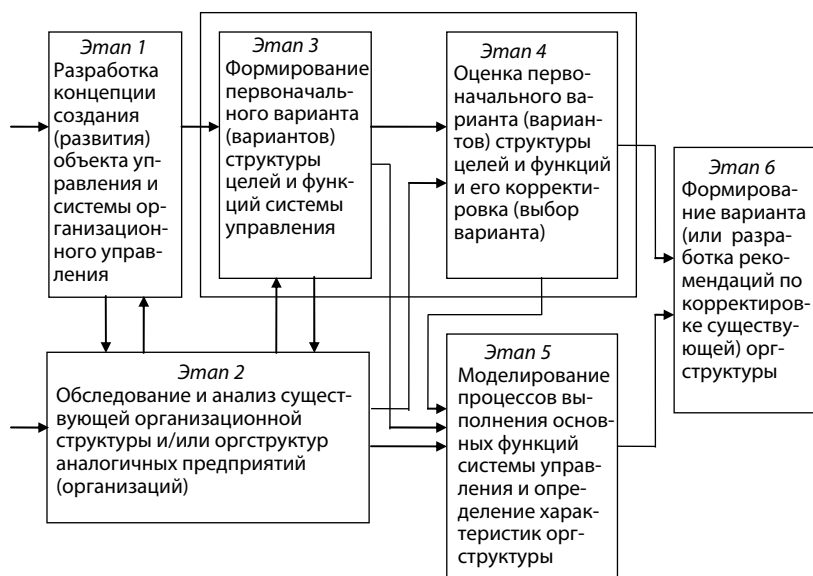 Этап 1
Разработка
концепции
создания
(развития)
объекта уп-
равления и
системы ор-
ганизацион-
ного управ-
ления
Этап 3
Формирование
первоначаль-
ного варианта
(вариантов)
структуры
целей и функ-
ций системы
управления
Этап 4
Оценка перво-
начального ва-
рианта (вариан-
тов) структуры
целей и функций
и его корректи-
ровка (выбор
варианта)
Этап 6
Формирова-
ние варианта
(или разра-
ботка реко-
мендаций по
корректиров-
ке существу-
ющей) орг-
структуры
Этап 2
Обследование и анализ сущест-
вующей организационной
структуры и/или оргструктур
аналогичных предприятий
(организаций)
Этап 5
Моделирование
процессов вы-
полнения основ-
ных функций
системы управ-
ления и опреде-
ление харак-
теристик орг-
структуры